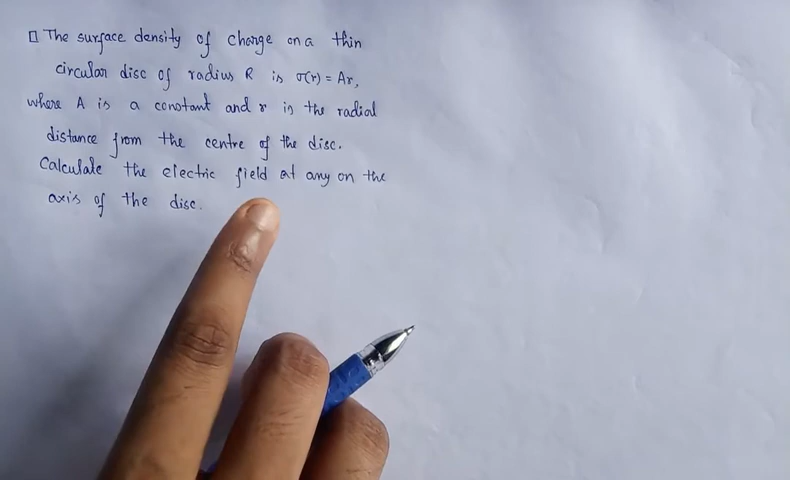 □ The surface density of charge on a thin
circular disc of radius R is σ(r) = Ar,
where A is a constant and r is the radial
distance from the centre of the disc.
Calculate the electric field at any on the
axis of the disc.